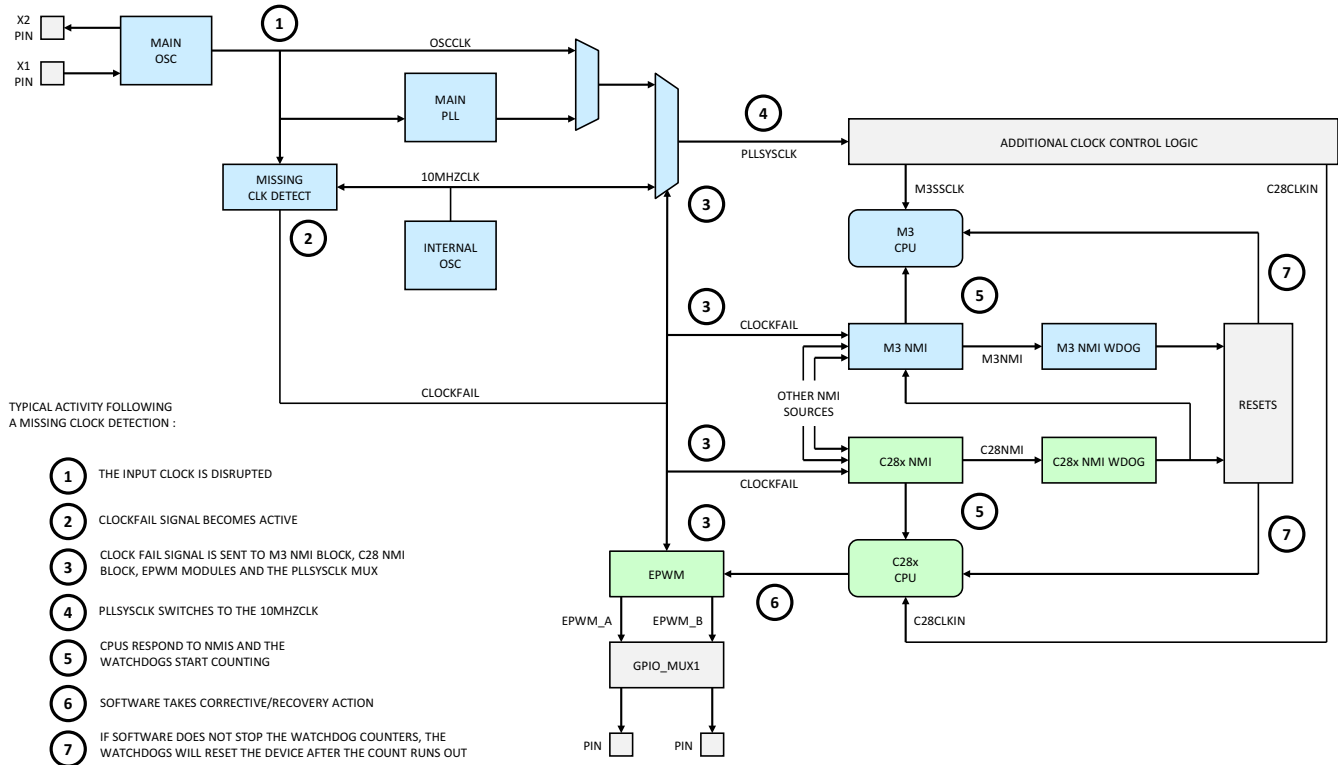 X2
PIN
X1
PIN
MAIN
OSC
1
OSCCLK
MAIN
PLL
4
PLLSYSCLK
ADDITIONAL CLOCK CONTROL LOGIC
MISSING
CLK DETECT
10MHZCLK
2
INTERNAL
OSC
3
M3SSCLK
C28CLKIN
M3
CPU
7
5
3
CLOCKFAIL
M3 NMI
M3NMI
M3 NMI WDOG
RESETS
CLOCKFAIL
OTHER NMI
SOURCES
3
CLOCKFAIL
C28x NMI
C28NMI
C28x NMI WDOG
5
7
3
EPWM
6
C28x
CPU
C28CLKIN
EPWM_A
EPWM_B
GPIO_MUX1
PIN
PIN
TYPICAL ACTIVITY FOLLOWING
A MISSING CLOCK DETECTION :
1
THE INPUT CLOCK IS DISRUPTED
2
CLOCKFAIL SIGNAL BECOMES ACTIVE
3
CLOCK FAIL SIGNAL IS SENT TO M3 NMI BLOCK, C28 NMI
BLOCK, EPWM MODULES AND THE PLLSYSCLK MUX
4
PLLSYSCLK SWITCHES TO THE 10MHZCLK
5
CPUS RESPOND TO NMIS AND THE
WATCHDOGS START COUNTING
6
SOFTWARE TAKES CORRECTIVE/RECOVERY ACTION
7
IF SOFTWARE DOES NOT STOP THE WATCHDOG COUNTERS, THE
WATCHDOGS WILL RESET THE DEVICE AFTER THE COUNT RUNS OUT